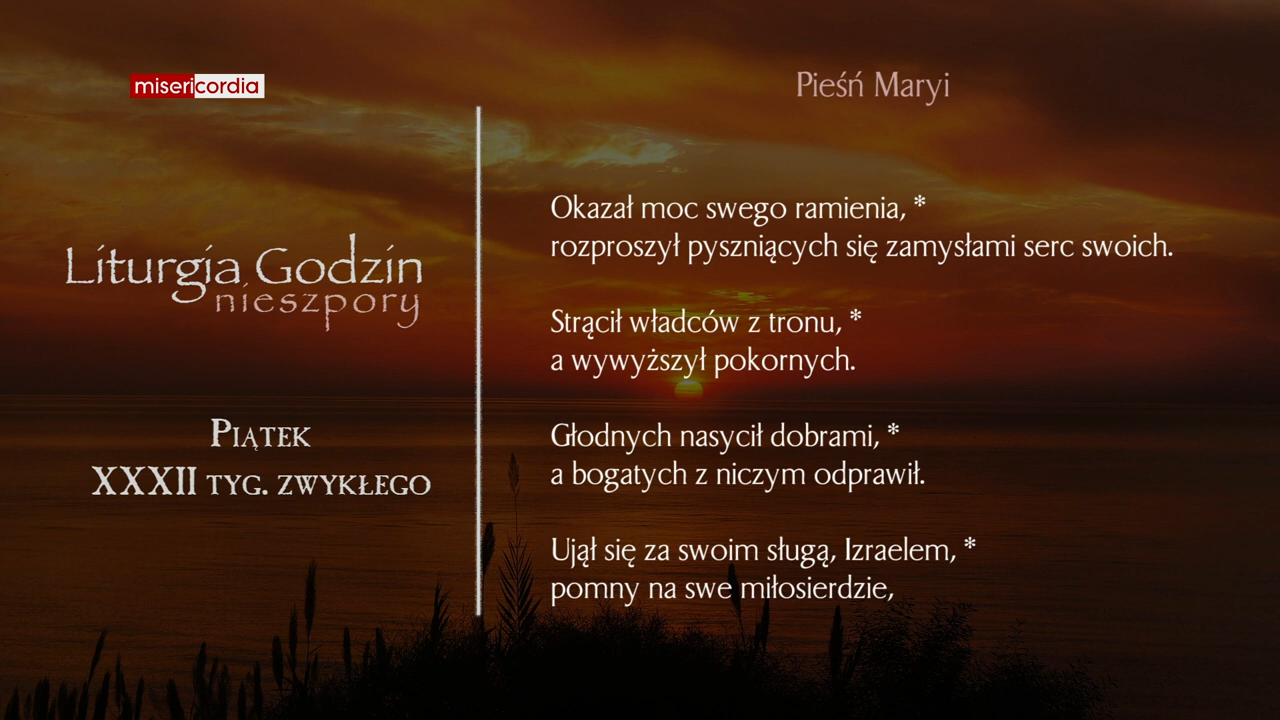 misericordia
Liturgia Godzin
nieszpory
Piątek
XXXII tyg. zwykłego
Pieśń Maryi
Okazał moc swego ramienia, *
rozproszył pyszniących się zamysłami serc swoich.
Strącił władców z tronu, *
a wywyższył pokornych.
Głodnych nasycił dobrami, *
a bogatych z niczym odprawił.
Ujął się za swoim sługą, Izraelem, *
pomny na swe miłosierdzie,